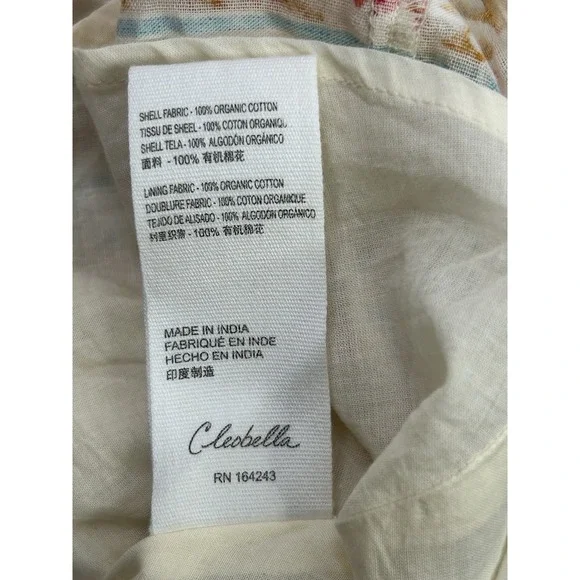 SHELL FABRIC - 100% ORGANIC COTTON
TISSU DE SHEEL - 100% COTON ORGANIQU
SHELL TELA - 100% ALGODÓN ORGÁNICO
面料 - 100% 有机棉花
LINING FABRIC - 100% ORGANIC COTTON
DOUBLURE FABRIC - 100% COTON ORGANIQUE
TEJIDO DE ALISADO - 100% ALGODÓN ORGÁNICO
衬里织物 - 100% 有机棉花
MADE IN INDIA
FABRIQUÉ EN INDE
HECHO EN INDIA
印度制造
Cleobella
RN 164243